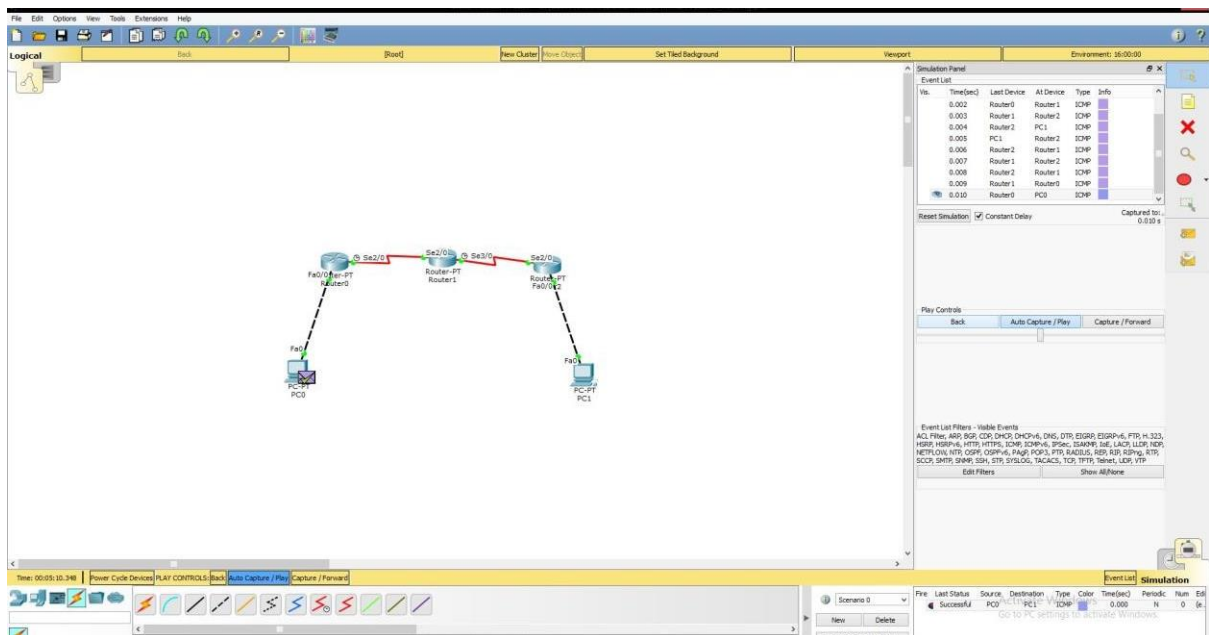 File Edit Options View Tools Extensions Help
Logical Back [Root] New Cluster Move Object Set Tiled Background Viewport Environment: 16:00:00
Simulation Panel
Event List
Vis. Time(sec) Last Device At Device Type Info
0.002 Router0 Router1 ICMP
0.003 Router1 Router2 ICMP
0.004 Router2 PC1 ICMP
0.005 PC1 Router2 ICMP
0.006 Router2 Router1 ICMP
0.007 Router1 Router2 ICMP
0.008 Router2 Router1 ICMP
0.009 Router1 Router0 ICMP
0.010 Router0 PC0 ICMP
Reset Simulation Constant Delay Captured to:
0.010 s
Se2/0 Se2/0 Se3/0 Se2/0
Router-PT
Router1
Fa0/0
Router0
Fa0/0
Fa0 Fa0
PC-PT
PC0
PC-PT
PC1
Play Controls
Back Auto Capture / Play Capture / Forward
Event List Filters - Visible Events
ACL Filter, ARP, BGP, CDP, DHCP, DHCPv6, DNS, DTP, EIGRP, EIGRPv6, FTP, H.323,
HSRP, HSRPv6, HTTP, HTTPS, ICMP, ICMPv6, IPSec, ISAKMP, IoE, LACP, LLDP, NDP,
NETFLOW, NTP, OSPF, OSPFv6, PAgP, POP3, PTP, RADIUS, REP, RIP, RIPng, RTP,
SCCP, SMTP, SNMP, SSH, STP, SYSLOG, TACACS, TCP, TFTP, Telnet, UDP, VTP
Edit Filters Show All/None
Time: 00:05:10.348 Power Cycle Devices PLAY CONTROLS: Back Auto Capture / Play Capture / Forward Event List Simulation
Scenario 0
New Delete
Fire Last Status Source Destination Type Color Time(sec) Periodic Num Edi
Successful PC0 PC1 ICMP 0.000 N 0 (e..
Activate Windows
Go to PC settings to activate Windows.